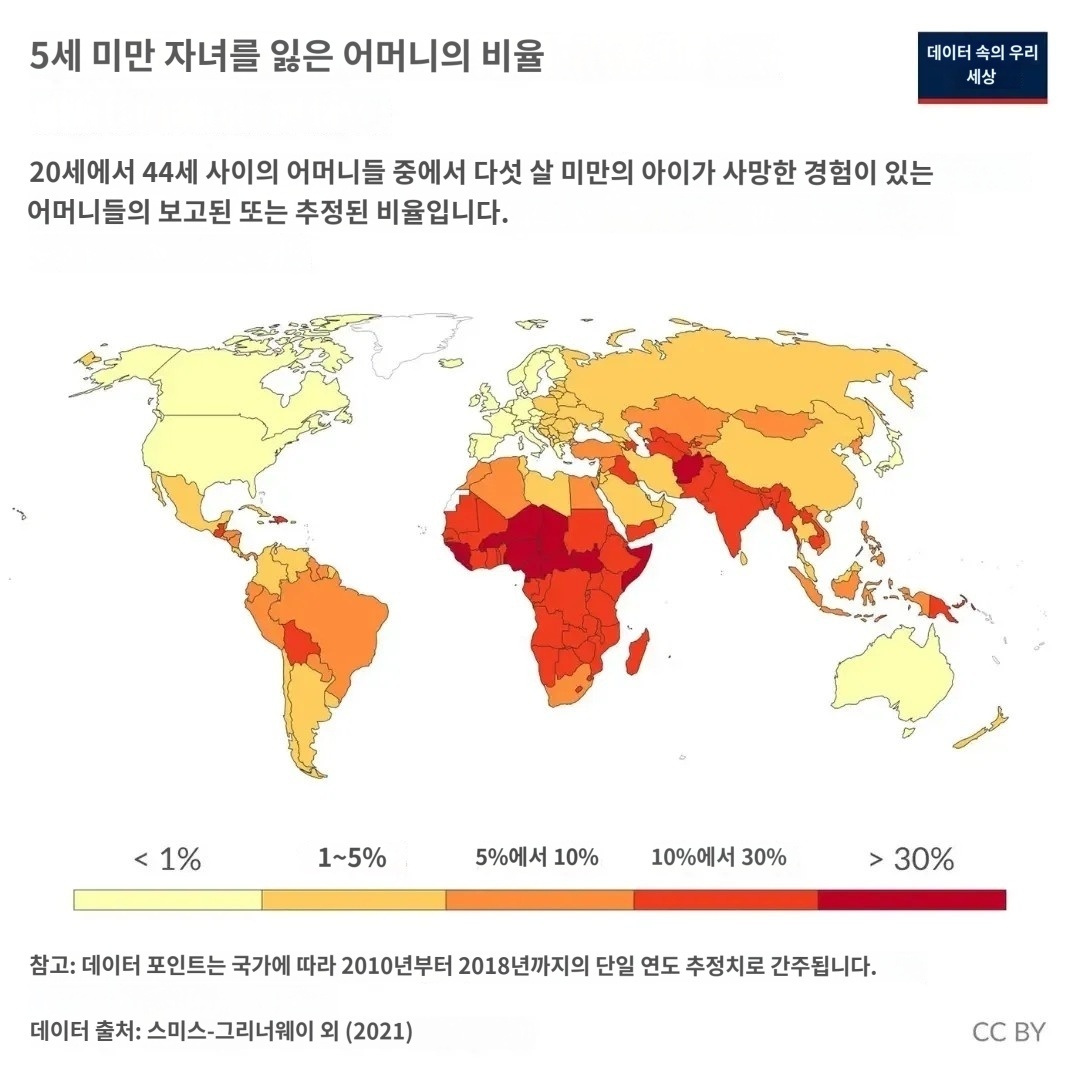 5세 미만 자녀를 잃은 어머니의 비율
데이터 속의 우리
세상
20세에서 44세 사이의 어머니들 중에서 다섯 살 미만의 아이가 사망한 경험이 있는
어머니들의 보고된 또는 추정된 비율입니다.
< 1% 1~5% 5%에서 10% 10%에서 30% > 30%
참고: 데이터 포인트는 국가에 따라 2010년부터 2018년까지의 단일 연도 추정치로 간주됩니다.
데이터 출처: 스미스-그리너웨이 외 (2021)
CC BY